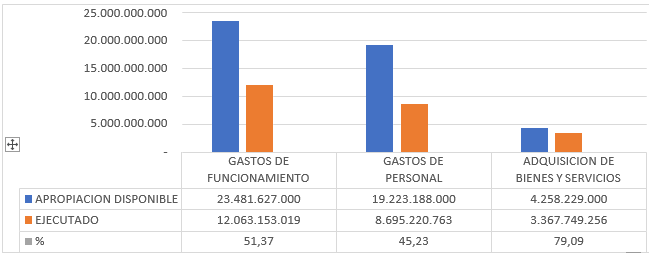 25.000.000.000
20.000.000.000
15.000.000.000
10.000.000.000
5.000.000.000
-
GASTOS DE FUNCIONAMIENTO GASTOS DE PERSONAL ADQUISICION DE BIENES Y SERVICIOS
APROPIACION DISPONIBLE 23.481.627.000 19.223.188.000 4.258.229.000
EJECUTADO 12.063.153.019 8.695.220.763 3.367.749.256
% 51,37 45,23 79,09